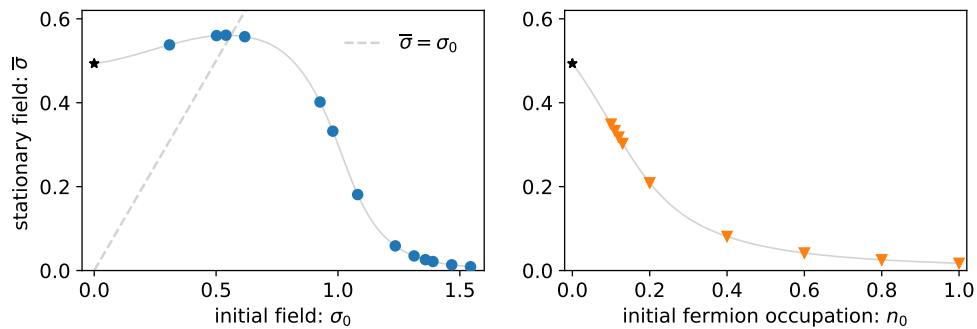 0.6
0.4
0.2
0.0
stationary field: σ̅
σ̅ = σ₀
0.0 0.5 1.0 1.5
initial field: σ₀
0.6
0.4
0.2
0.0
0.0 0.2 0.4 0.6 0.8 1.0
initial fermion occupation: n₀